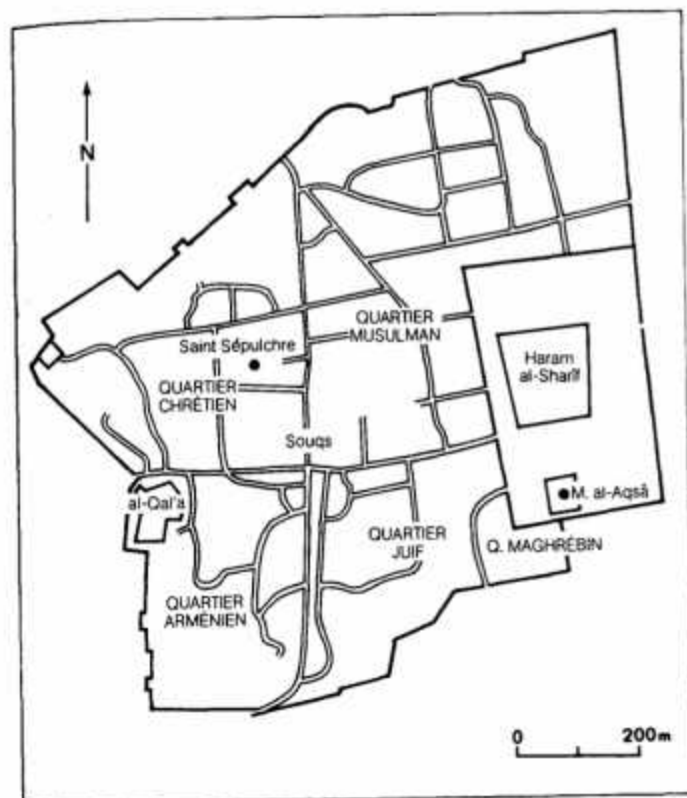 N
QUARTIER
MUSULMAN
Saint Sépulchre
Haram
al-Sharîf
QUARTIER
CHRÉTIEN
Souqs
al-Qal'a
M. al-Aqsâ
QUARTIER
JUIF
Q. MAGHRÉBIN
QUARTIER
ARMÉNIEN
0 200m